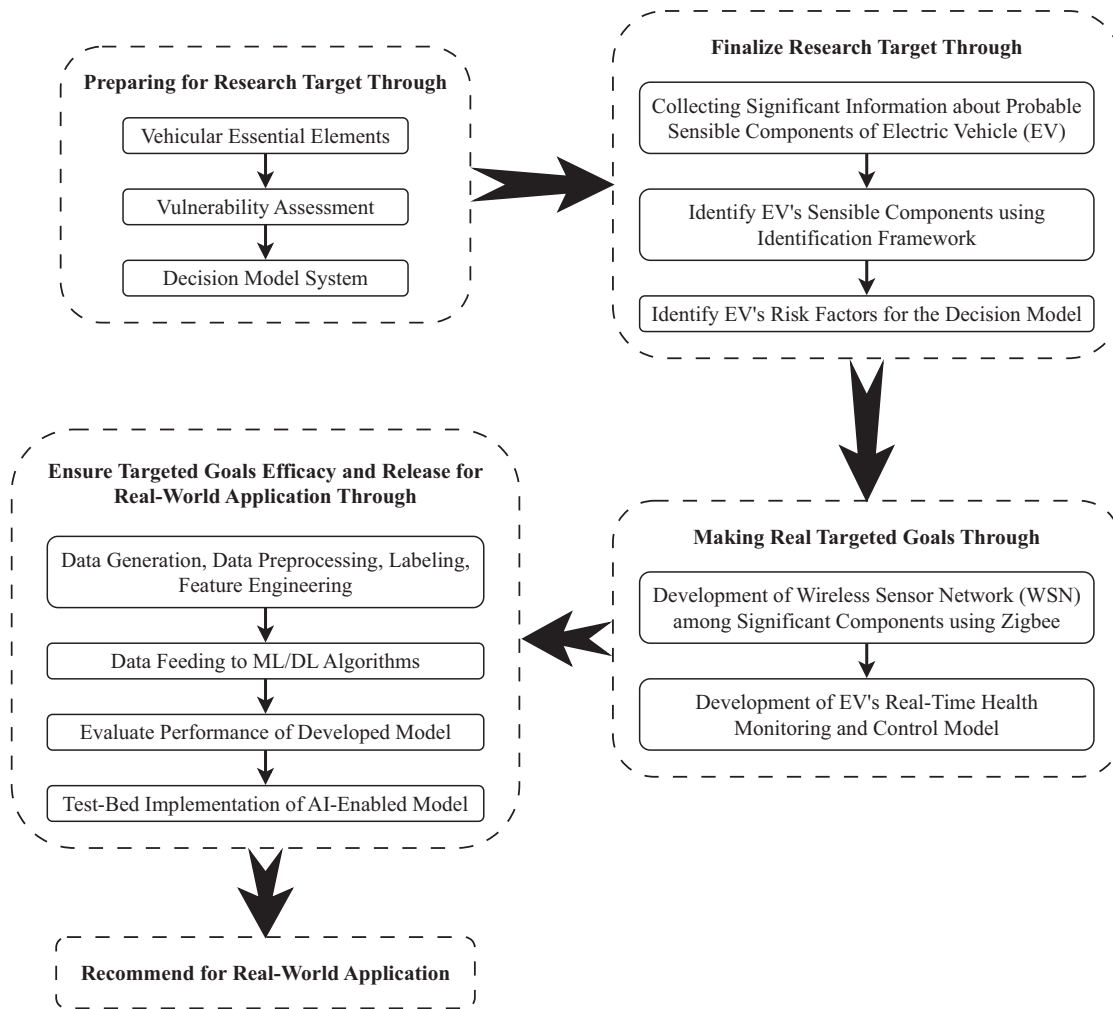 Preparing for Research Target Through
Vehicular Essential Elements
Vulnerability Assessment
Decision Model System
Finalize Research Target Through
Collecting Significant Information about Probable
Sensible Components of Electric Vehicle (EV)
Identify EV's Sensible Components using
Identification Framework
Identify EV's Risk Factors for the Decision Model
Making Real Targeted Goals Through
Development of Wireless Sensor Network (WSN)
among Significant Components using Zigbee
Development of EV's Real-Time Health
Monitoring and Control Model
Ensure Targeted Goals Efficacy and Release for
Real-World Application Through
Data Generation, Data Preprocessing, Labeling,
Feature Engineering
Data Feeding to ML/DL Algorithms
Evaluate Performance of Developed Model
Test-Bed Implementation of AI-Enabled Model
Recommend for Real-World Application